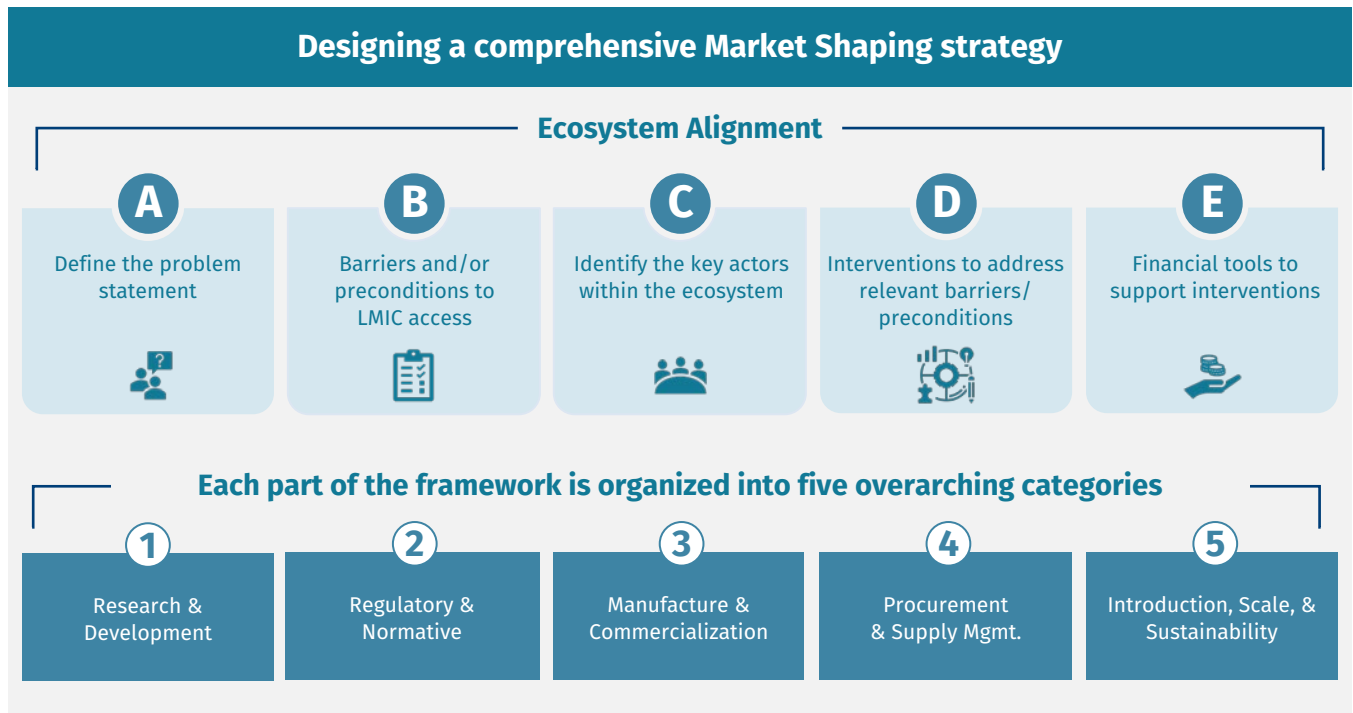 Designing a comprehensive Market Shaping strategy
Ecosystem Alignment
A
Define the problem
statement
?
B
Barriers and/or
preconditions to
LMIC access
C
Identify the key actors
within the ecosystem
D
Interventions to address
relevant barriers/
preconditions
E
Financial tools to
support interventions
Each part of the framework is organized into five overarching categories
1
Research &
Development
2
Regulatory &
Normative
3
Manufacture &
Commercialization
4
Procurement
& Supply Mgmt.
5
Introduction, Scale, &
Sustainability